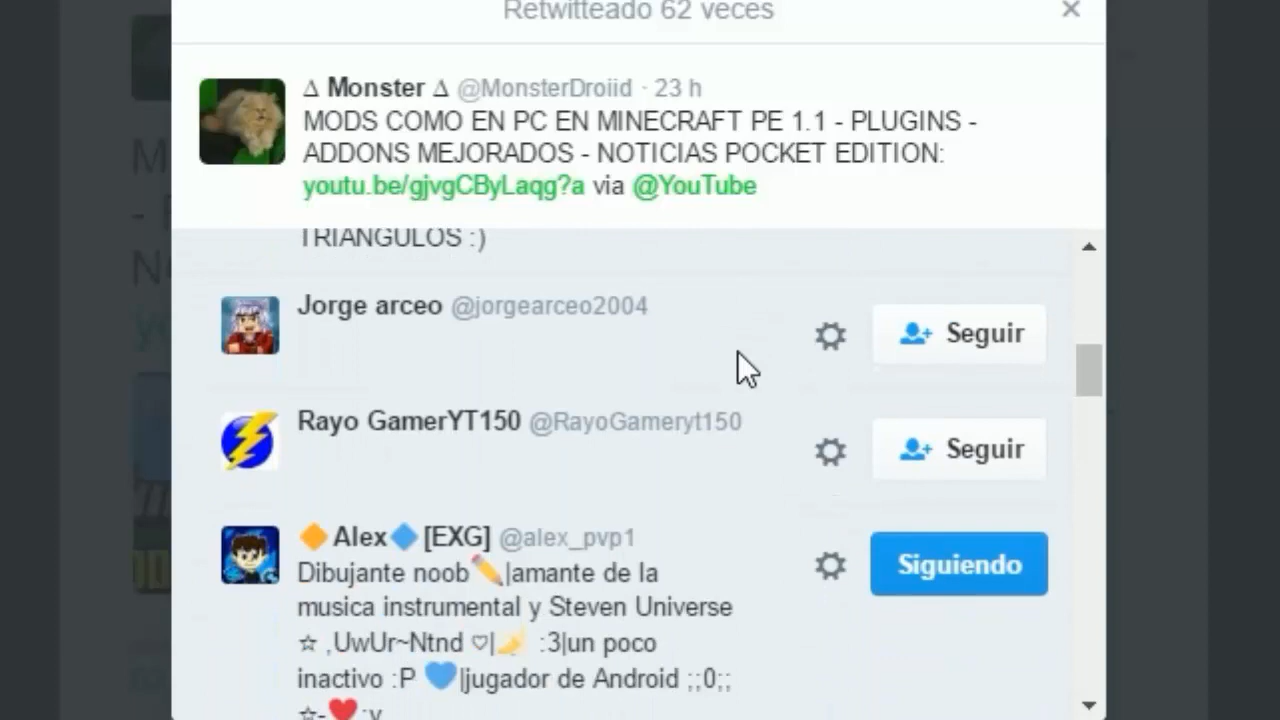 Retwitteado 62 veces
Δ Monster Δ @MonsterDroiid · 23 h
MODS COMO EN PC EN MINECRAFT PE 1.1 - PLUGINS -
ADDONS MEJORADOS - NOTICIAS POCKET EDITION:
youtu.be/gjvgCByLaqg?a via @YouTube
TRIANGULOS :)
Jorge arceo @jorgearceo2004
Seguir
Rayo GamerYT150 @RayoGameryt150
Seguir
🔶Alex🔷[EXG] @alex_pvp1
Siguiendo
Dibujante noob✏️|amante de la
musica instrumental y Steven Universe
☆ ,UwUr~Ntnd ♡|🌛 :3|un poco
inactivo :P 💙|jugador de Android ;;0;;
☆-❤️:v